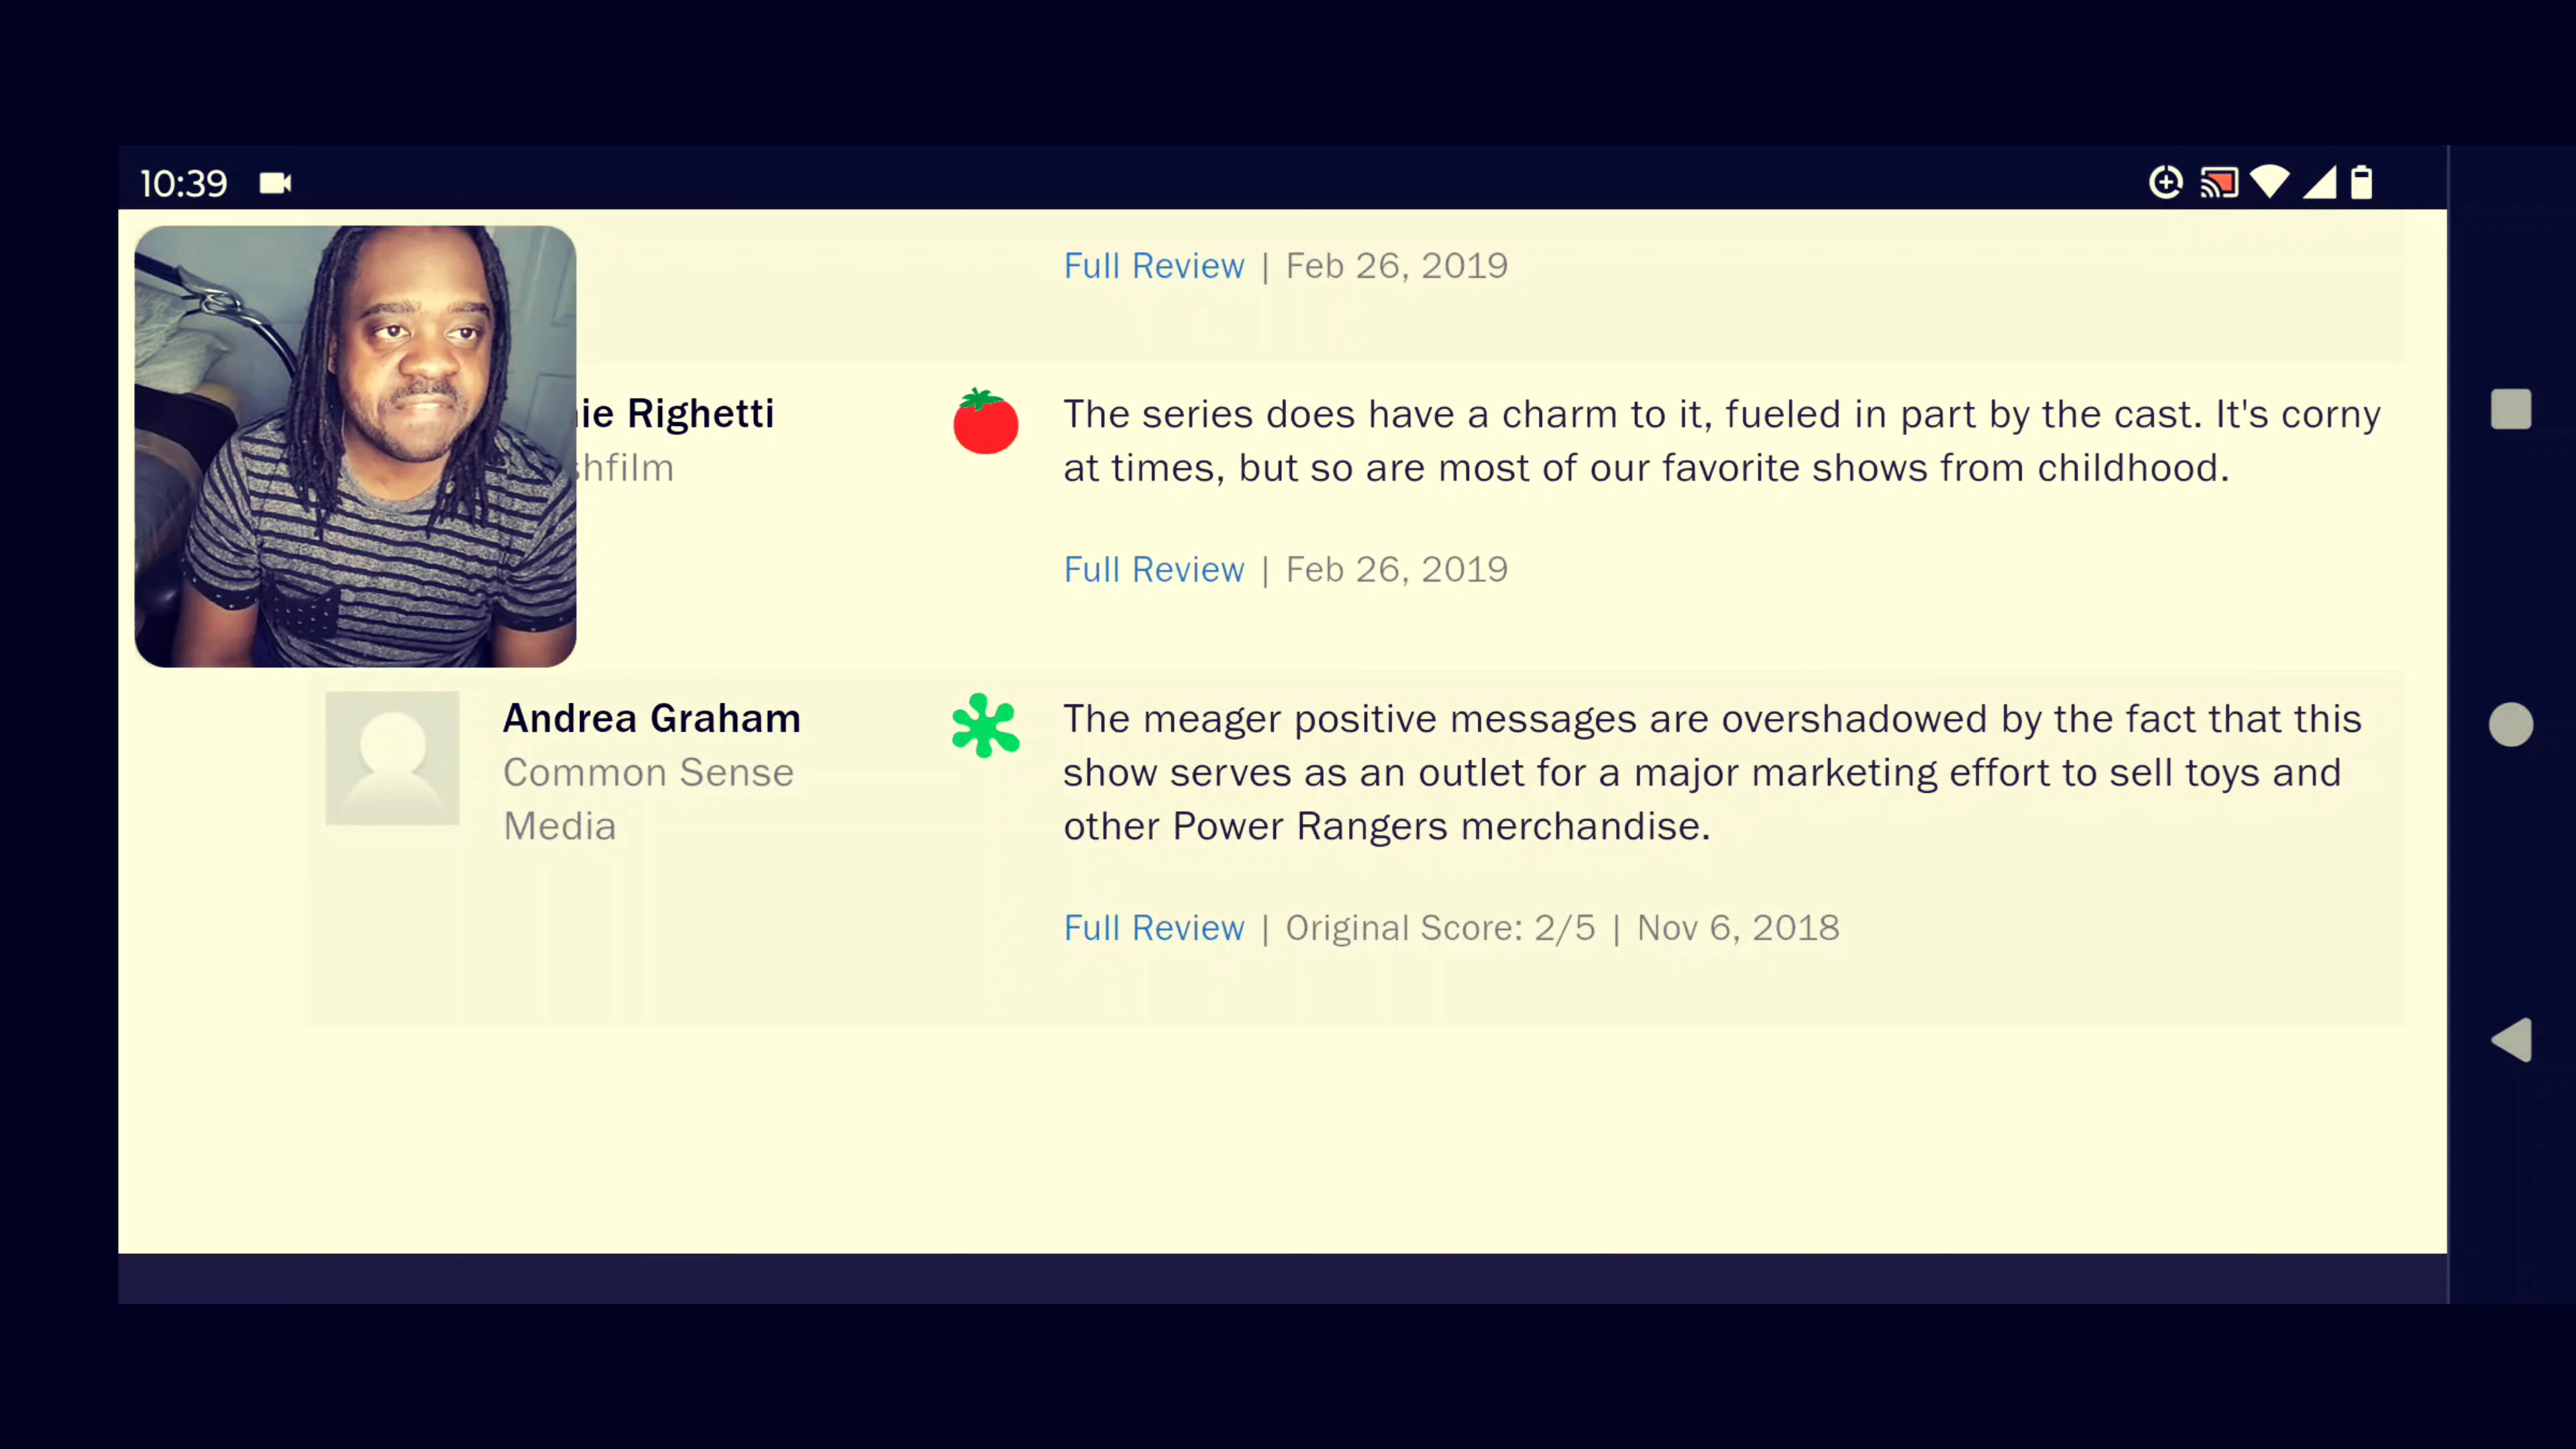 10:39
Full Review | Feb 26, 2019
Righetti
The series does have a charm to it, fueled in part by the cast. It's corny
at times, but so are most of our favorite shows from childhood.
Full Review | Feb 26, 2019
Andrea Graham
Common Sense
Media
The meager positive messages are overshadowed by the fact that this
show serves as an outlet for a major marketing effort to sell toys and
other Power Rangers merchandise.
Full Review | Original Score: 2/5 | Nov 6, 2018